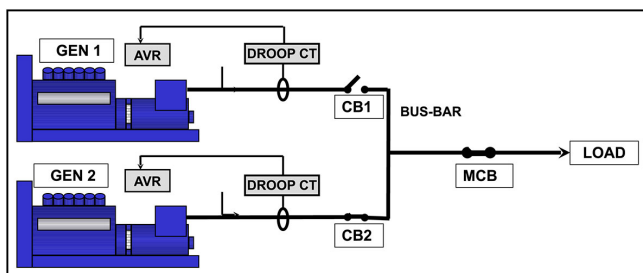 GEN 1
AVR
DROOP CT
CB1
BUS-BAR
MCB
LOAD
GEN 2
AVR
DROOP CT
CB2